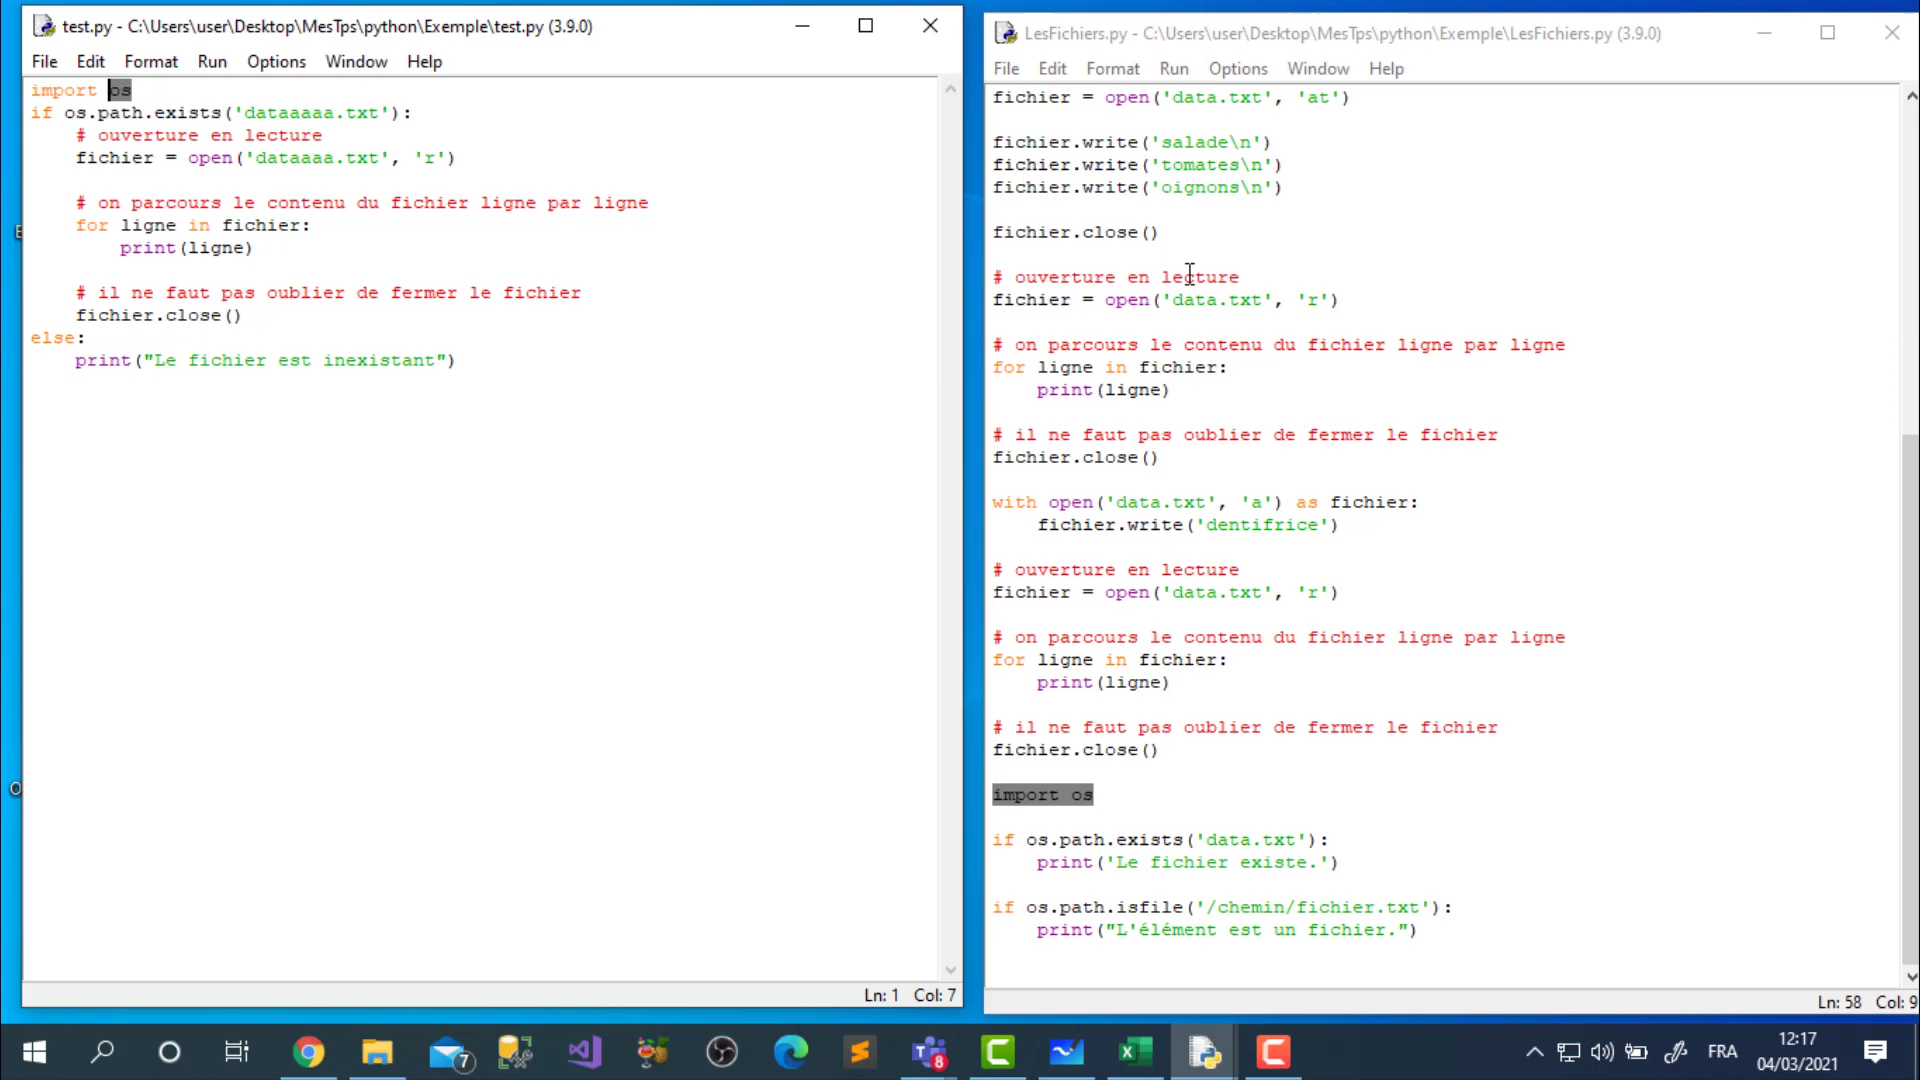 test.py - C:\Users\user\Desktop\MesTps\python\Exemple\test.py (3.9.0)
File Edit Format Run Options Window Help
import os
if os.path.exists('dataaaaa.txt'):
    # ouverture en lecture
    fichier = open('dataaaa.txt', 'r')
    # on parcours le contenu du fichier ligne par ligne
    for ligne in fichier:
        print(ligne)
    # il ne faut pas oublier de fermer le fichier
    fichier.close()
else:
    print("Le fichier est inexistant")
Ln: 1 Col: 7
LesFichiers.py - C:\Users\user\Desktop\MesTps\python\Exemple\LesFichiers.py (3.9.0)
File Edit Format Run Options Window Help
fichier = open('data.txt', 'at')
fichier.write('salade\n')
fichier.write('tomates\n')
fichier.write('oignons\n')
fichier.close()
# ouverture en lecture
fichier = open('data.txt', 'r')
# on parcours le contenu du fichier ligne par ligne
for ligne in fichier:
    print(ligne)
# il ne faut pas oublier de fermer le fichier
fichier.close()
with open('data.txt', 'a') as fichier:
    fichier.write('dentifrice')
# ouverture en lecture
fichier = open('data.txt', 'r')
# on parcours le contenu du fichier ligne par ligne
for ligne in fichier:
    print(ligne)
# il ne faut pas oublier de fermer le fichier
fichier.close()
import os
if os.path.exists('data.txt'):
    print('Le fichier existe.')
if os.path.isfile('/chemin/fichier.txt'):
    print("L'élément est un fichier.")
Ln: 58 Col: 9
7
8
FRA
12:17
04/03/2021